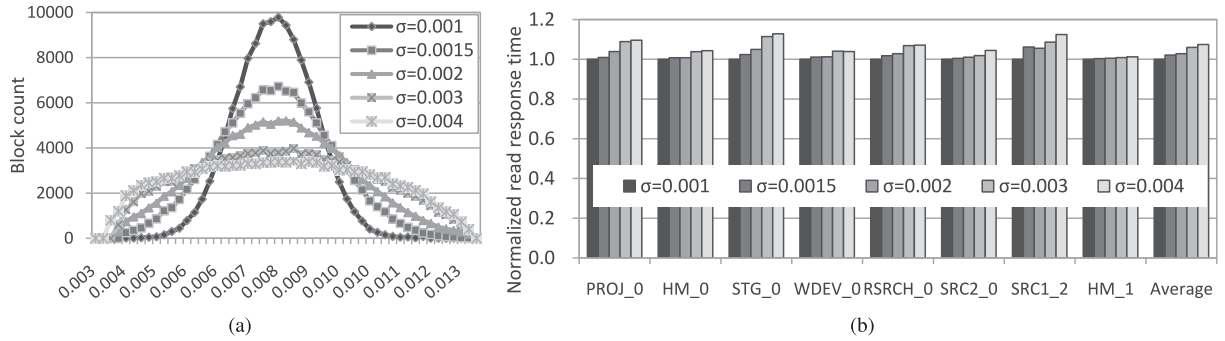 Block count
10000
8000
6000
4000
2000
0
σ=0.001
σ=0.0015
σ=0.002
σ=0.003
σ=0.004
0.003
0.004
0.005
0.006
0.006
0.007
0.008
0.009
0.010
0.010
0.011
0.012
0.013
(a)
Normalized read response time
1.2
1.0
0.8
0.6
0.4
0.2
0.0
σ=0.001 σ=0.0015 σ=0.002 σ=0.003 σ=0.004
PROJ_0 HM_0 STG_0 WDEV_0 RSRCH_0 SRC2_0 SRC1_2 HM_1 Average
(b)